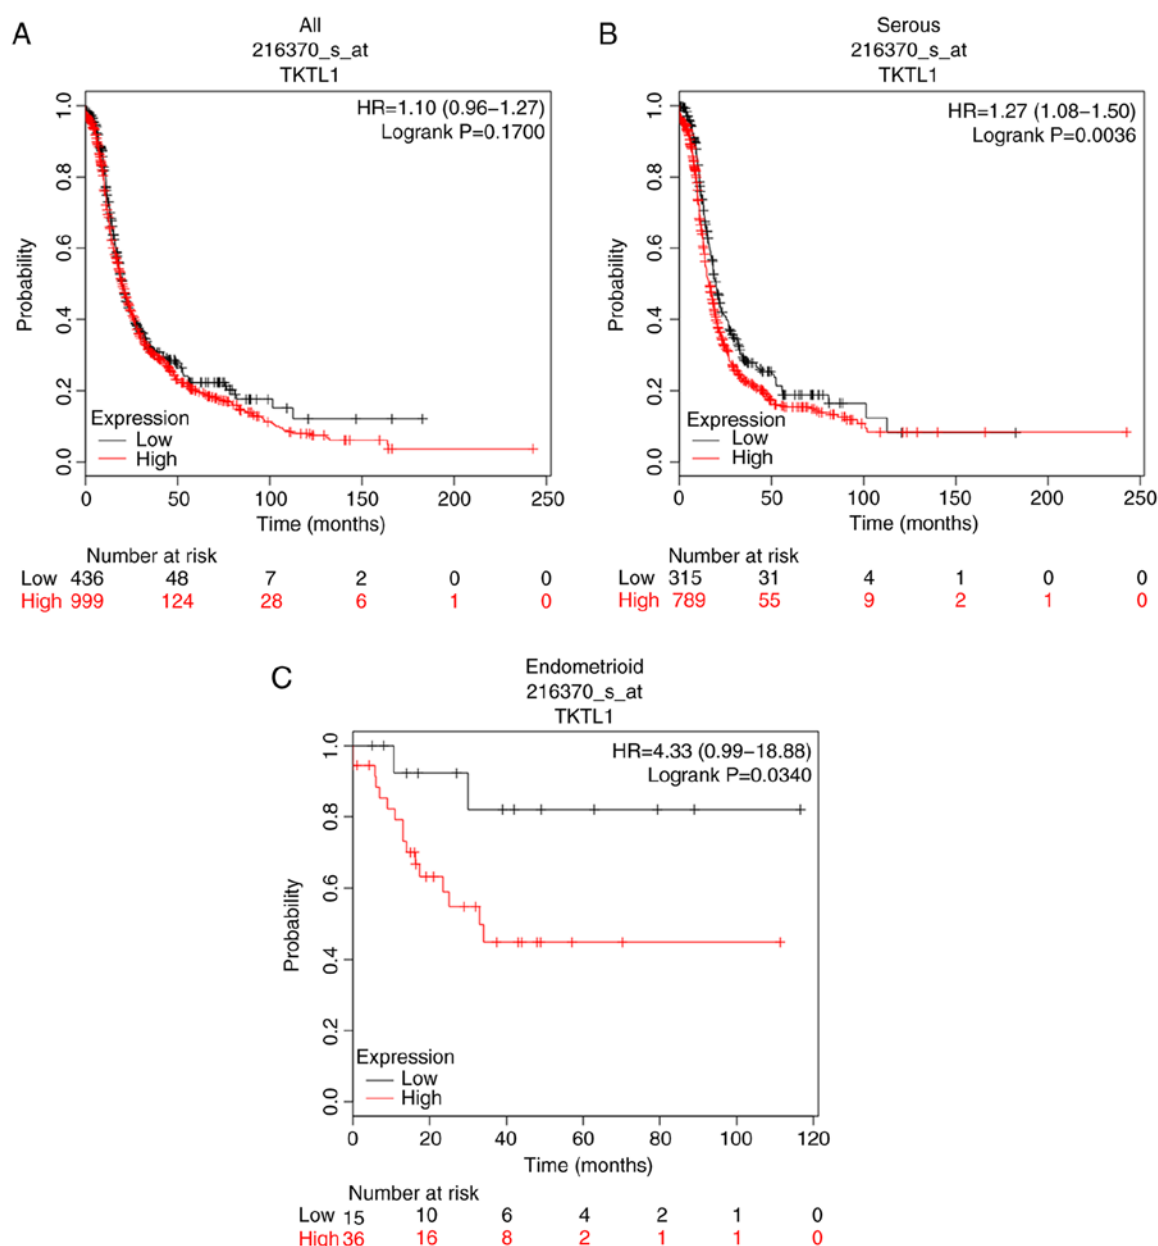 A
All
216370_s_at
TKTL1
HR=1.10 (0.96–1.27)
Logrank P=0.1700
Probability
1.0
0.8
0.6
0.4
0.2
0.0
Expression
Low
High
0 50 100 150 200 250
Time (months)
Number at risk
Low 436 48 7 2 0 0
High 999 124 28 6 1 0
B
Serous
216370_s_at
TKTL1
HR=1.27 (1.08–1.50)
Logrank P=0.0036
Probability
1.0
0.8
0.6
0.4
0.2
0.0
Expression
Low
High
0 50 100 150 200 250
Time (months)
Number at risk
Low 315 31 4 1 0 0
High 789 55 9 2 1 0
C
Endometrioid
216370_s_at
TKTL1
HR=4.33 (0.99–18.88)
Logrank P=0.0340
Probability
1.0
0.8
0.6
0.4
0.2
0.0
Expression
Low
High
0 20 40 60 80 100 120
Time (months)
Number at risk
Low 15 10 6 4 2 1 0
High 36 16 8 2 1 1 0